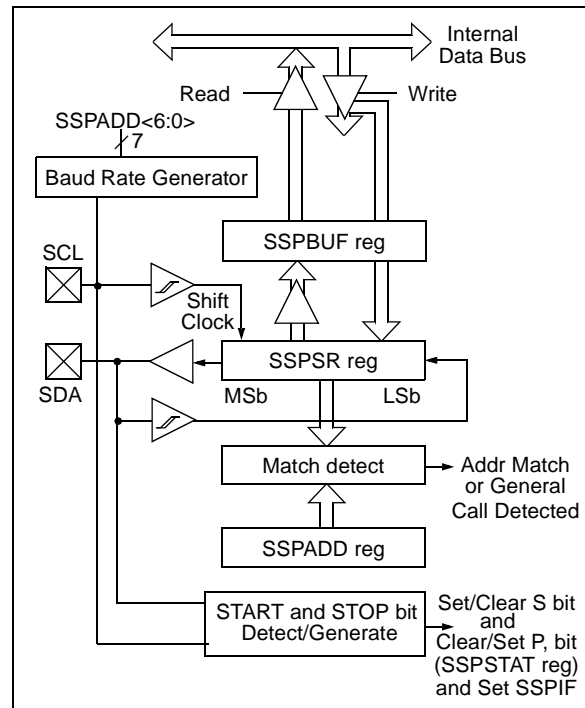 Internal
Data Bus
Read
Write
SSPADD<6:0>
7
Baud Rate Generator
SSPBUF reg
SCL
Shift
Clock
SSPSR reg
SDA
MSb
LSb
Match detect
Addr Match
or General
Call Detected
SSPADD reg
START and STOP bit
Detect/Generate
Set/Clear S bit
and
Clear/Set P, bit
(SSPSTAT reg)
and Set SSPIF